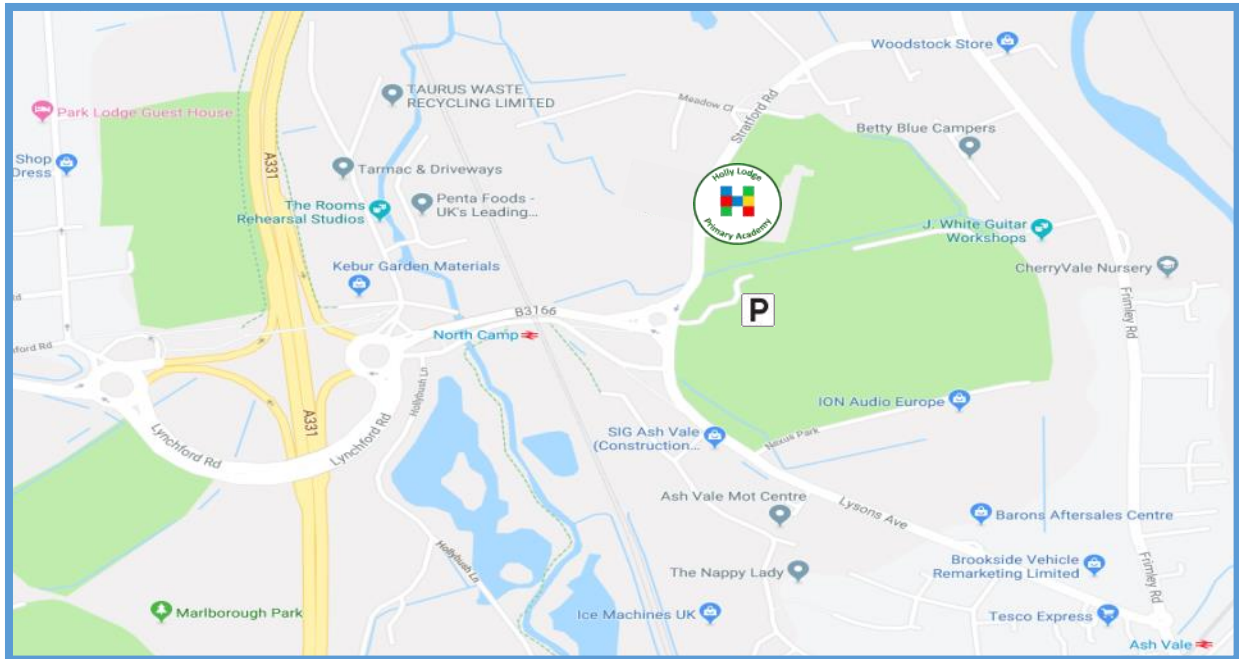 Woodstock Store
TAURUS WASTE
RECYCLING LIMITED
Meadow Cl
Stratford Rd
Park Lodge Guest House
Betty Blue Campers
A331
Shop
Dress
Tarmac & Driveways
Holly Lodge
H
Primary Academy
The Rooms
Rehearsal Studios
Penta Foods -
UK's Leading...
J. White Guitar
Workshops
Kebur Garden Materials
CherryVale Nursery
rd
B3166
P
Frimley Rd
North Camp
ford Rd
Hollybush Ln
ION Audio Europe
A331
Lynchford Rd
Lynchford Rd
SIG Ash Vale
(Construction...
Nexus Park
Ash Vale Mot Centre
Lysons Ave
Barons Aftersales Centre
Hollybush Ln
The Nappy Lady
Brookside Vehicle
Remarketing Limited
Frimley Rd
Marlborough Park
Ice Machines UK
Tesco Express
Ash Vale